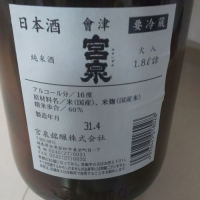 日本酒
會津
要冷蔵
宮泉
純米酒
火入
1.8ℓ詰
アルコール分／16度
原材料名／米(国産)、米麹(国産米)
精米歩合／60%
製造年月
31.4
宮泉銘醸株式会社